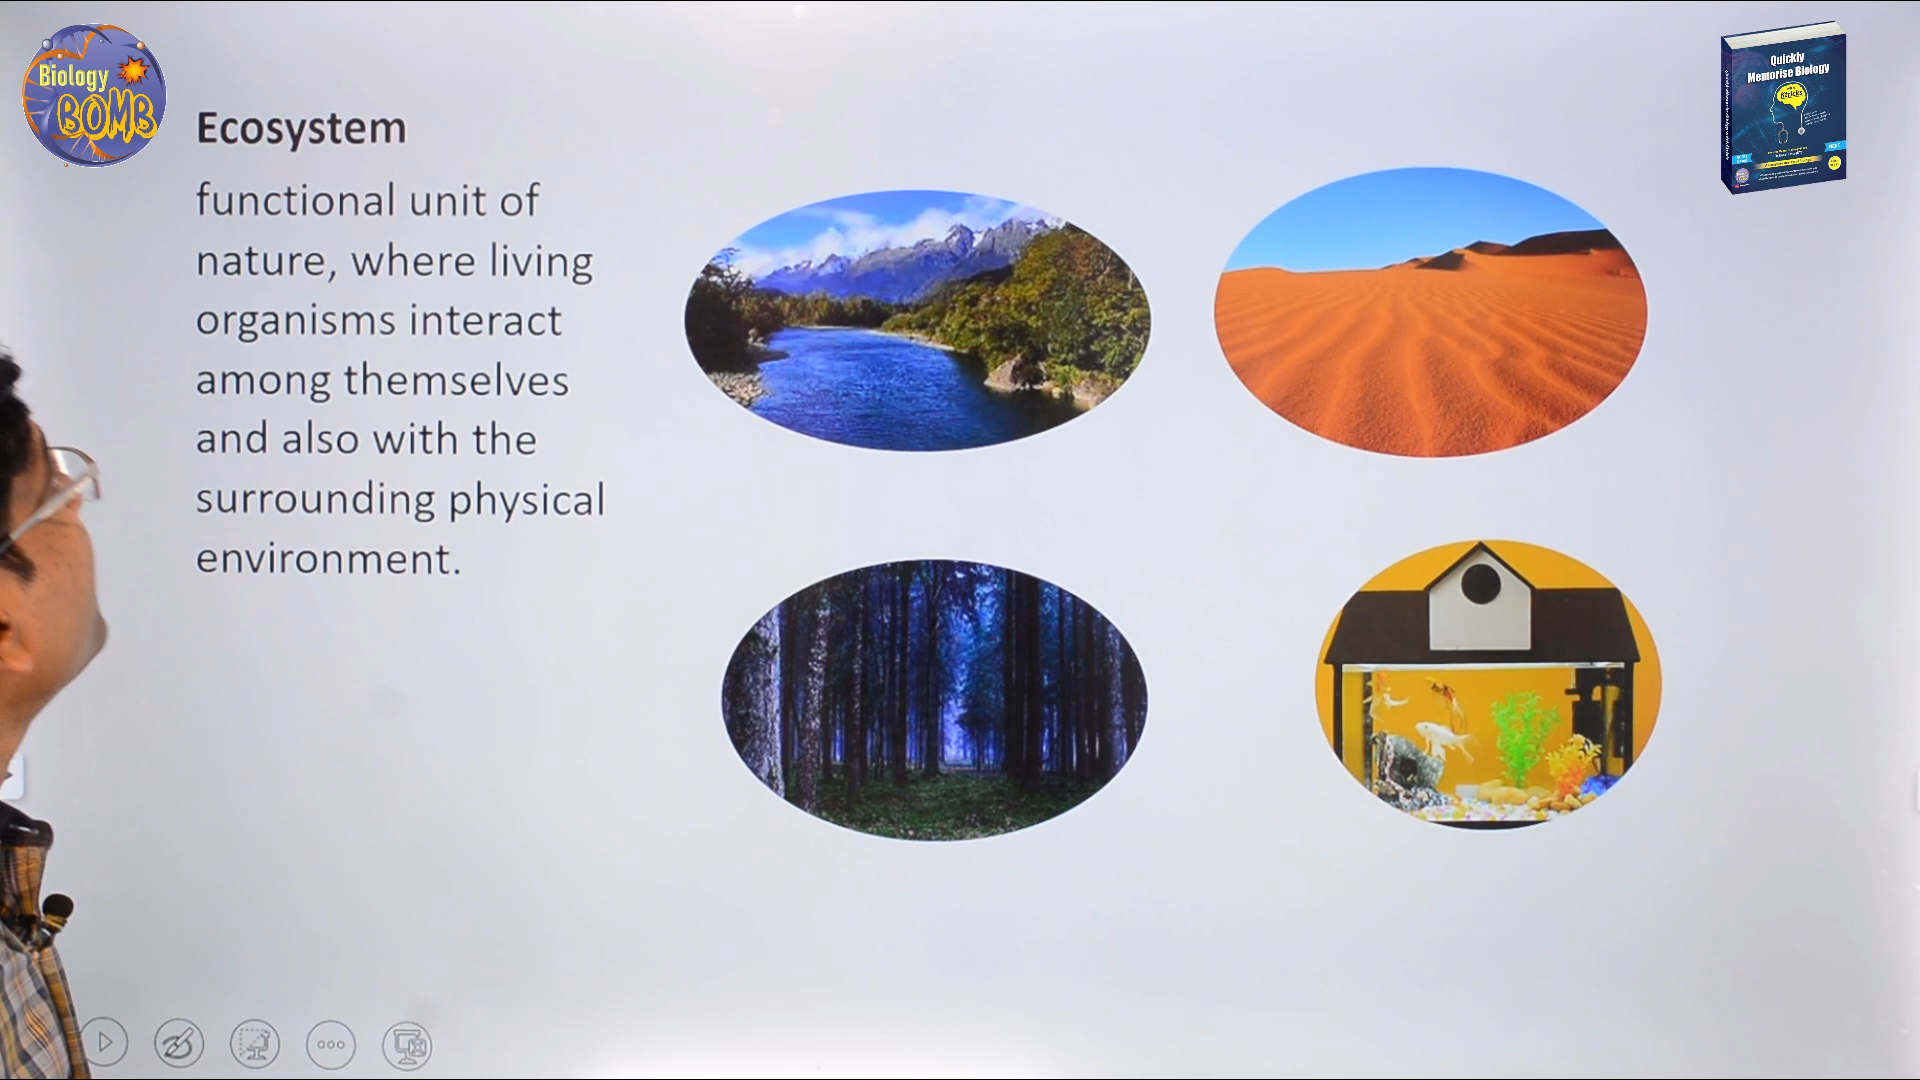 Biology
BOMB
Ecosystem
functional unit of
nature, where living
organisms interact
among themselves
and also with the
surrounding physical
environment.
Quickly
Memorise Biology